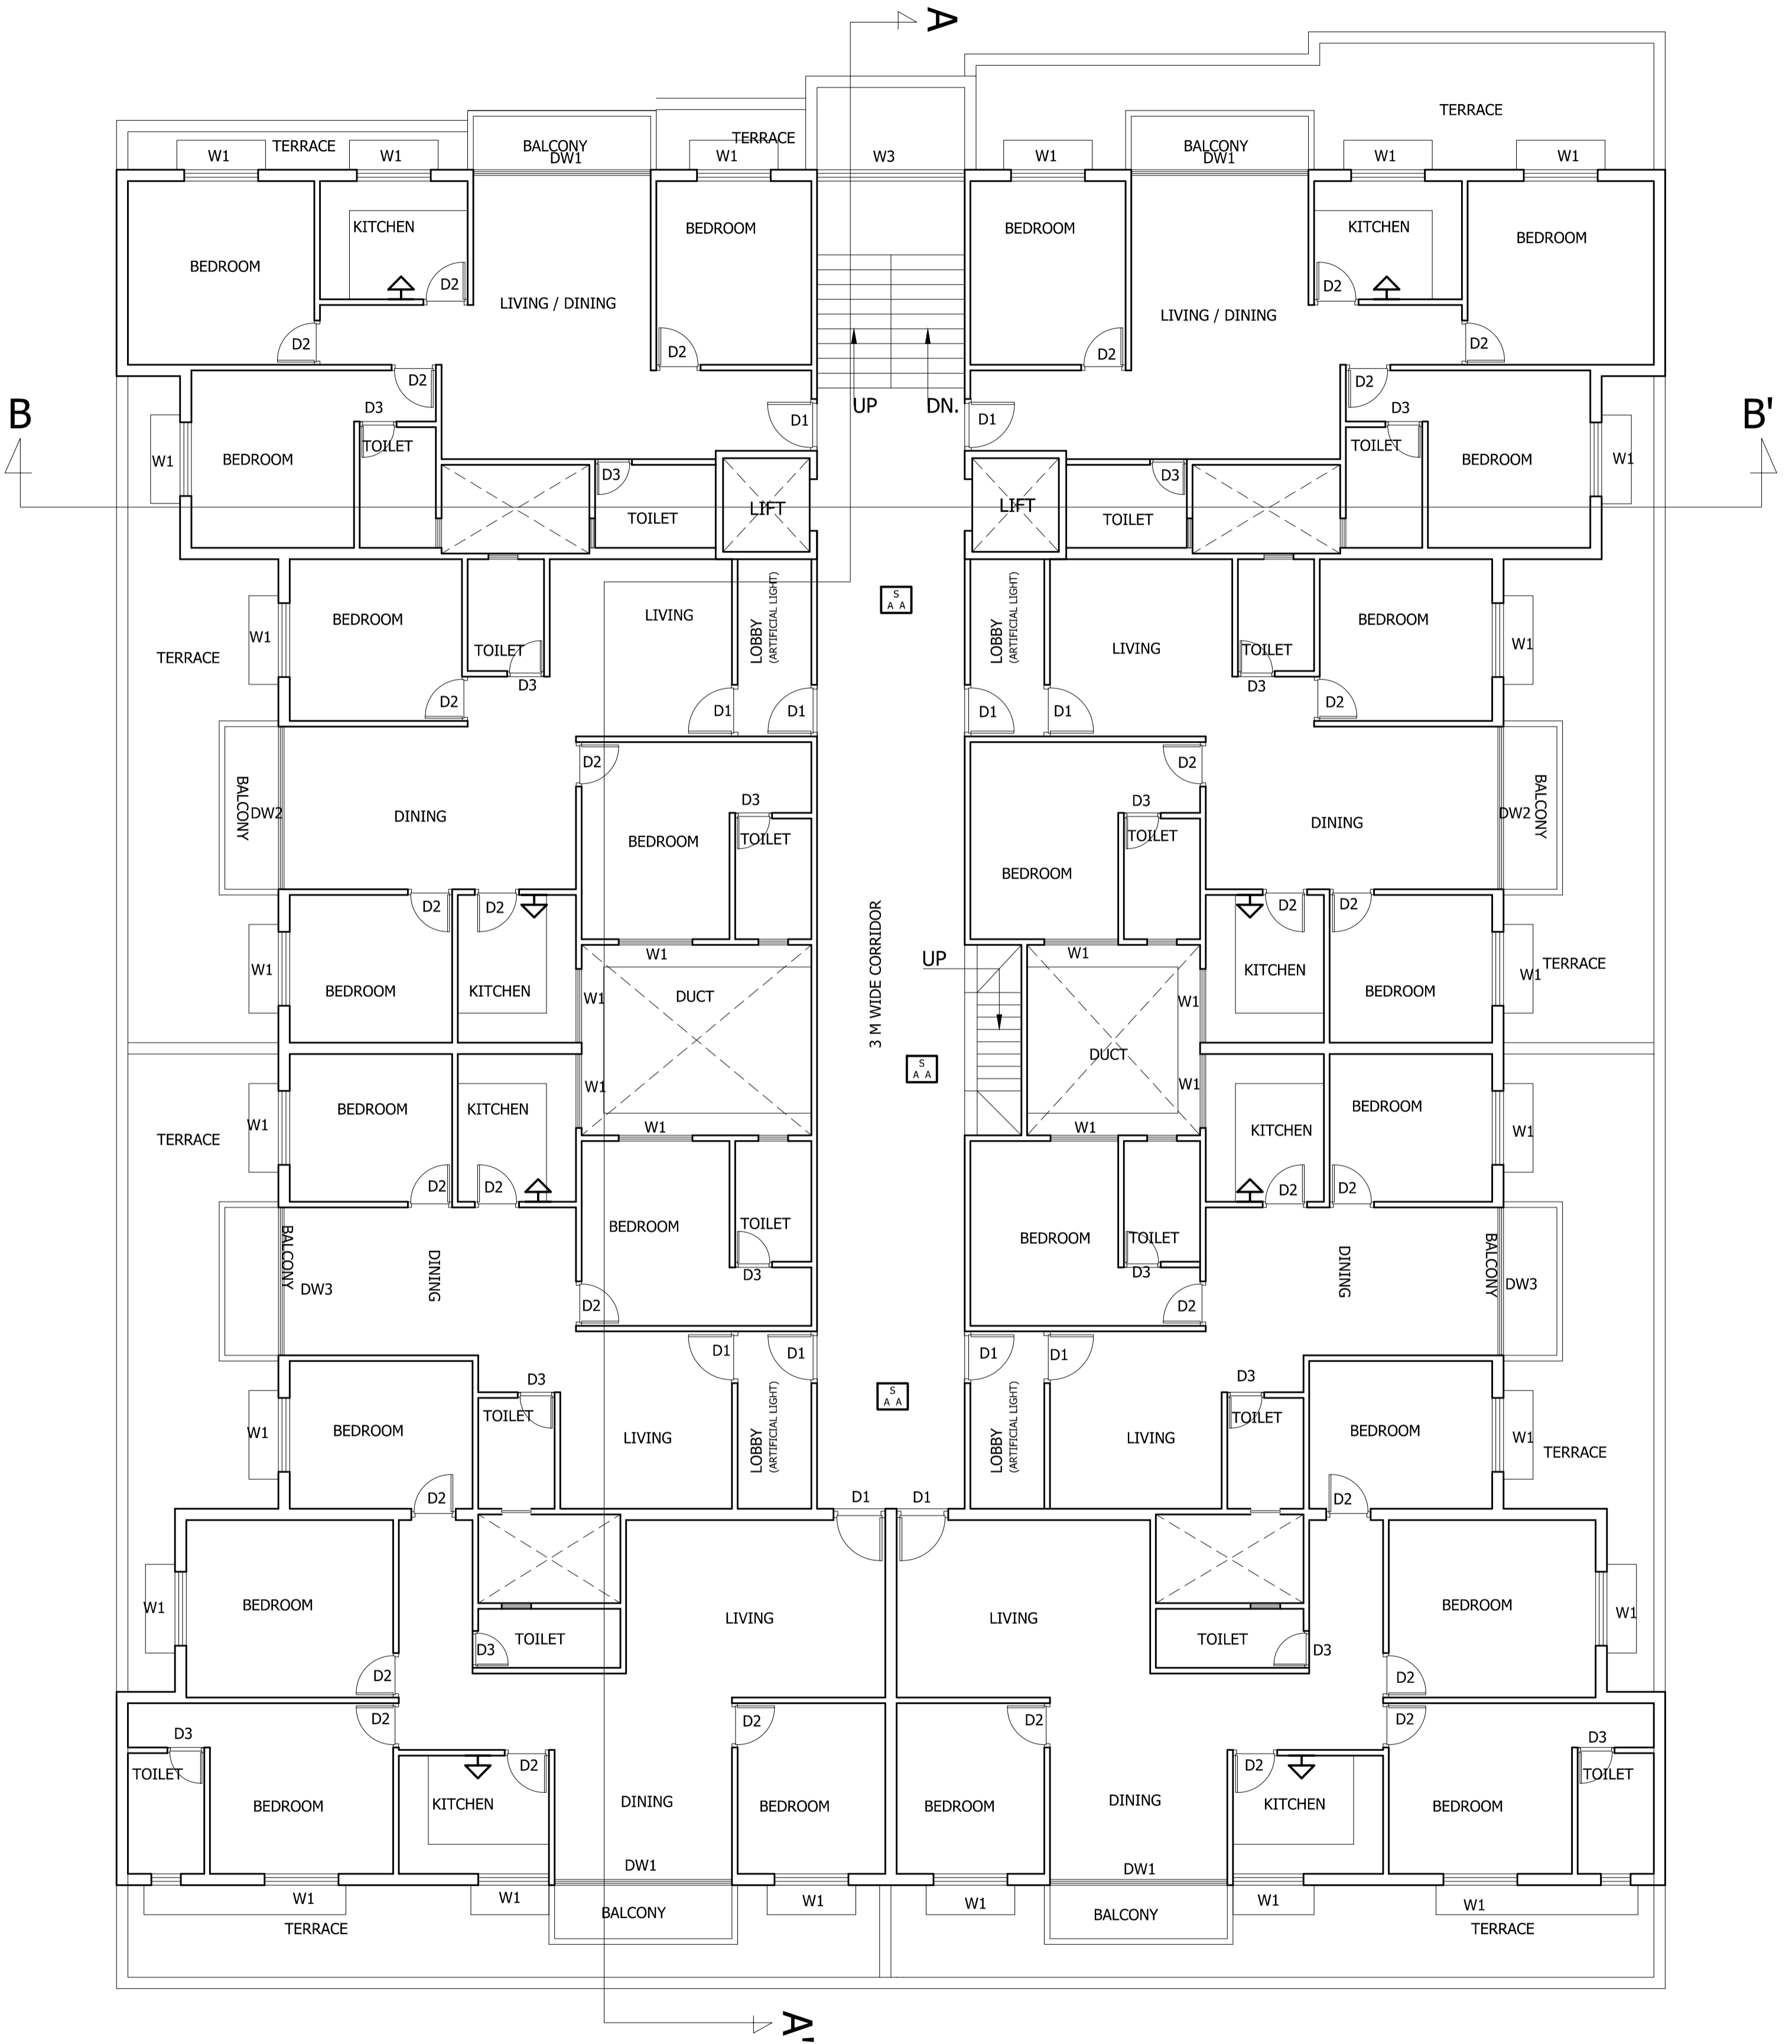 A
TERRACE
TERRACE
TERRACE
BALCONY
BALCONY
W1
W1
DW1
W1
W3
W1
DW1
W1
W1
BEDROOM
KITCHEN
LIVING / DINING
BEDROOM
BEDROOM
LIVING / DINING
KITCHEN
BEDROOM
D2
D2
D2
D2
D2
D2
D2
D2
UP
DN.
D1
D1
B
B'
D3
D3
W1
BEDROOM
TOILET
D3
TOILET
LIFT
LIFT
TOILET
D3
TOILET
BEDROOM
W1
S
A A
TERRACE
W1
BEDROOM
TOILET
D3
D2
LIVING
LOBBY
(ARTIFICIAL LIGHT)
D1
D1
LOBBY
(ARTIFICIAL LIGHT)
D1
D1
LIVING
TOILET
D3
D2
BEDROOM
W1
BALCONY
DW2
DINING
D2
BEDROOM
D3
TOILET
D2
D3
TOILET
BEDROOM
DINING
DW2
BALCONY
D2
D2
D2
D2
W1
BEDROOM
KITCHEN
W1
W1
DUCT
3 M WIDE CORRIDOR
UP
W1
W1
KITCHEN
BEDROOM
W1
TERRACE
S
A A
DUCT
TERRACE
W1
BEDROOM
KITCHEN
W1
W1
W1
W1
KITCHEN
BEDROOM
W1
D2
D2
D2
D2
BALCONY
DW3
DINING
BEDROOM
TOILET
D3
D2
BEDROOM
TOILET
D3
D2
DINING
BALCONY
DW3
D1
D1
D1
D1
S
A A
W1
BEDROOM
D3
TOILET
D2
LIVING
LOBBY
(ARTIFICIAL LIGHT)
LOBBY
(ARTIFICIAL LIGHT)
LIVING
D3
TOILET
D2
BEDROOM
W1
TERRACE
D1
D1
W1
BEDROOM
D3
TOILET
LIVING
LIVING
TOILET
D3
BEDROOM
W1
D2
D2
D2
D2
D2
D2
D3
D3
TOILET
BEDROOM
KITCHEN
D2
DINING
BEDROOM
BEDROOM
DINING
D2
KITCHEN
BEDROOM
TOILET
DW1
DW1
W1
W1
W1
W1
W1
W1
BALCONY
BALCONY
TERRACE
TERRACE
A'